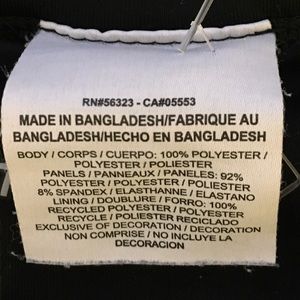 RN#56323 - CA#05553
MADE IN BANGLADESH/FABRIQUE AU
BANGLADESH/HECHO EN BANGLADESH
BODY / CORPS / CUERPO: 100% POLYESTER /
POLYESTER / POLIESTER
PANELS / PANNEAUX / PANELES: 92%
POLYESTER / POLYESTER / POLIESTER
8% SPANDEX / ELASTHANNE / ELASTANO
LINING / DOUBLURE / FORRO: 100%
RECYCLED POLYESTER / POLYESTER
RECYCLE / POLIESTER RECICLADO
EXCLUSIVE OF DECORATION / DECORATION
NON COMPRISE / NO INCLUYE LA
DECORACION